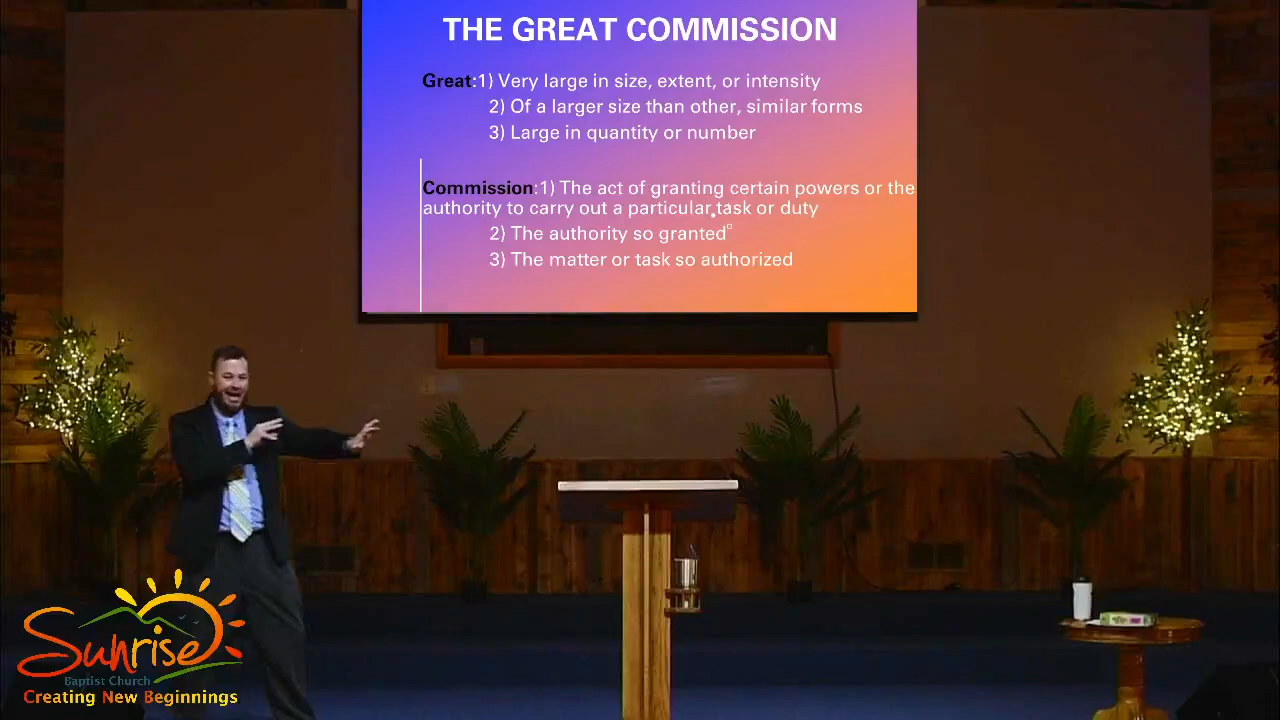 THE GREAT COMMISSION
Great:1) Very large in size, extent, or intensity
2) Of a larger size than other, similar forms
3) Large in quantity or number
Commission:1) The act of granting certain powers or the
authority to carry out a particular task or duty
2) The authority so granted
3) The matter or task so authorized
Sunrise
Baptist Church
Creating New Beginnings